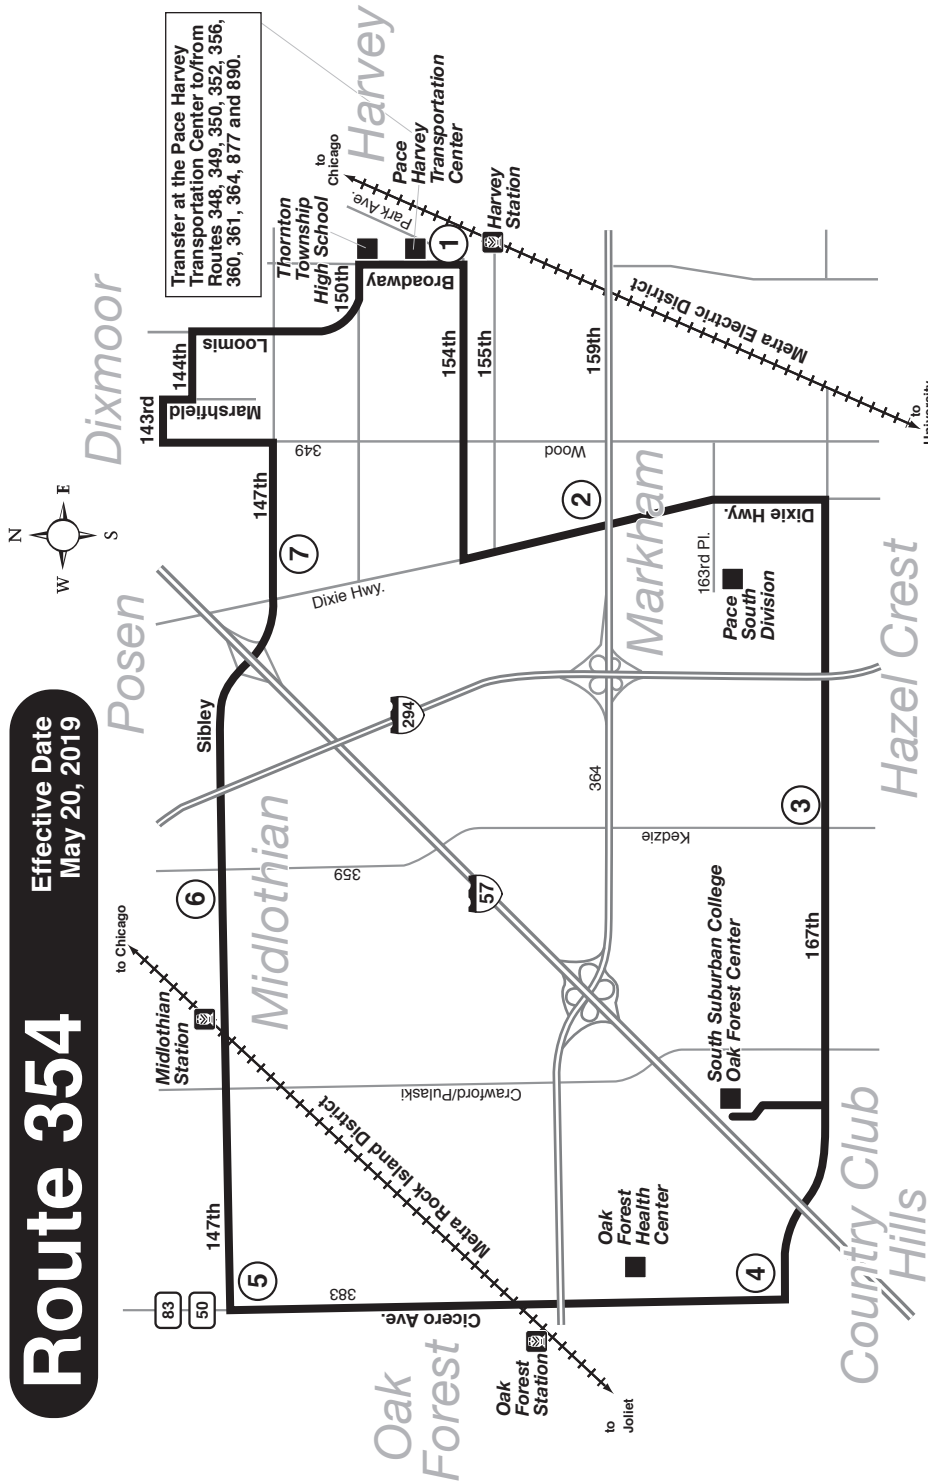 Route 354
Effective Date
May 20, 2019
Transfer at the Pace Harvey
Transportation Center to/from
Routes 348, 349, 350, 352, 356,
360, 361, 364, 877 and 890.
N
W
E
S
Posen
Dixmoor
Harvey
Midlothian
Markham
Hazel Crest
Oak
Forest
Country Club
Hills
to Chicago
Midlothian
Station
6
Sibley
7
147th
143rd
Marshfield
144th
Loomis
150th
Thornton
Township
High School
to
Chicago
Park Ave.
Pace
Harvey
Transportation
Center
Broadway
1
Harvey
Station
154th
155th
159th
Metra Electric District
to
University
349
Wood
2
Dixie Hwy.
Dixie Hwy.
163rd Pl.
Pace
South
Division
294
57
364
359
Kedzie
3
167th
South Suburban College
Oak Forest Center
Crawford/Pulaski
Metra Rock Island District
147th
5
83
50
383
Cicero Ave.
Oak
Forest
Station
to
Joliet
Oak
Forest
Health
Center
4